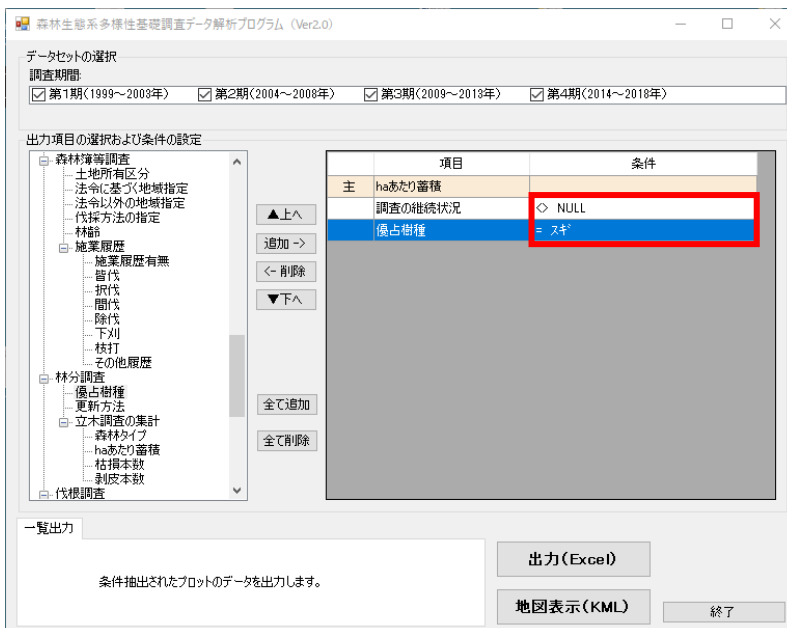 森林生態系多様性基礎調査データ解析プログラム (Ver2.0)
データセットの選択
調査期間:
第1期(1999～2003年) 第2期(2004～2008年) 第3期(2009～2013年) 第4期(2014～2018年)
出力項目の選択および条件の設定
森林簿等調査
土地所有区分
法令に基づく地域指定
法令以外の地域指定
伐採方法の指定
林齢
施業履歴
施業履歴有無
皆伐
択伐
間伐
除伐
下刈
枝打
その他履歴
林分調査
優占樹種
更新方法
立木調査の集計
森林タイプ
haあたり蓄積
枯損本数
剥皮本数
伐根調査
▲上へ
追加 ->
<- 削除
▼下へ
全て追加
全て削除
項目 条件
主 haあたり蓄積
調査の継続状況 <> NULL
優占樹種 = スギ
一覧出力
条件抽出されたプロットのデータを出力します。
出力(Excel)
地図表示(KML)
終了